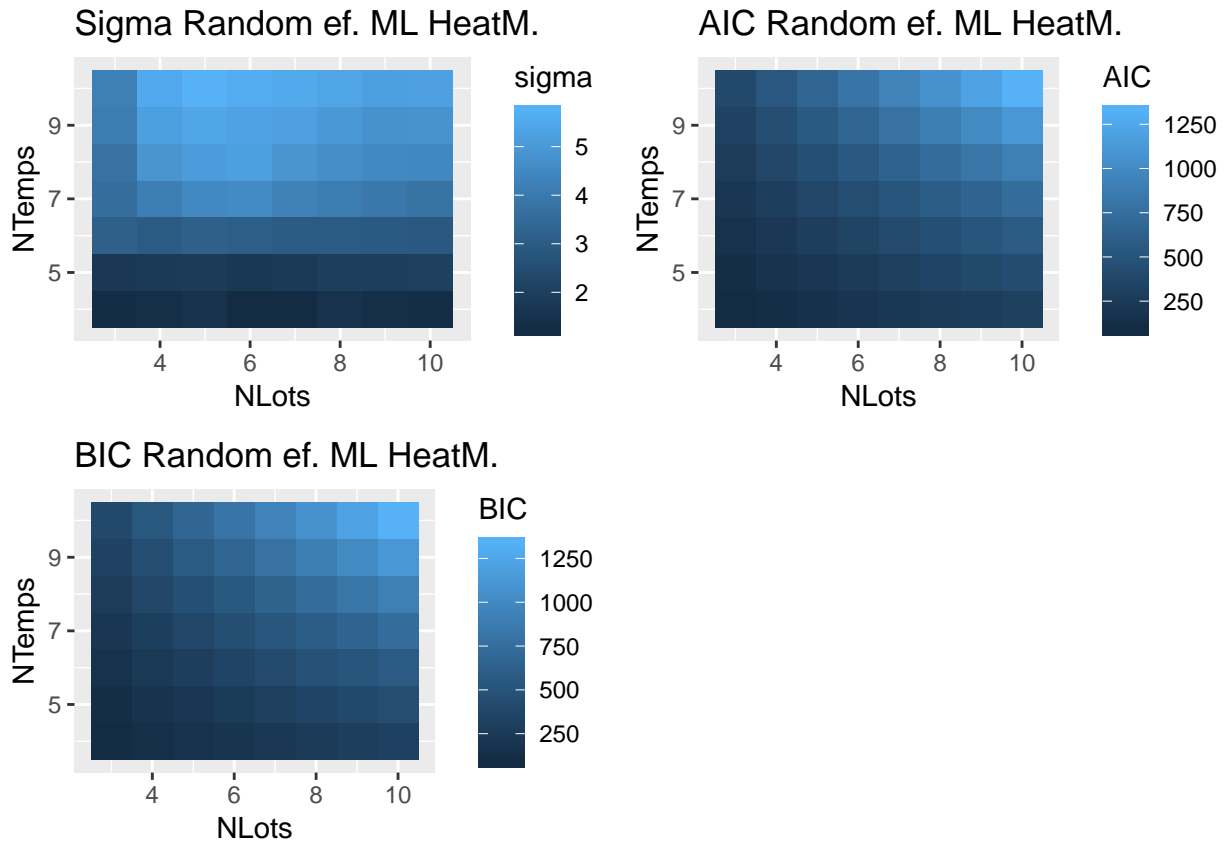 Sigma Random ef. ML HeatM.
sigma
5
4
3
2
9
7
5
NTemps
4 6 8 10
NLots
AIC Random ef. ML HeatM.
AIC
1250
1000
750
500
250
9
7
5
NTemps
4 6 8 10
NLots
BIC Random ef. ML HeatM.
BIC
1250
1000
750
500
250
9
7
5
NTemps
4 6 8 10
NLots